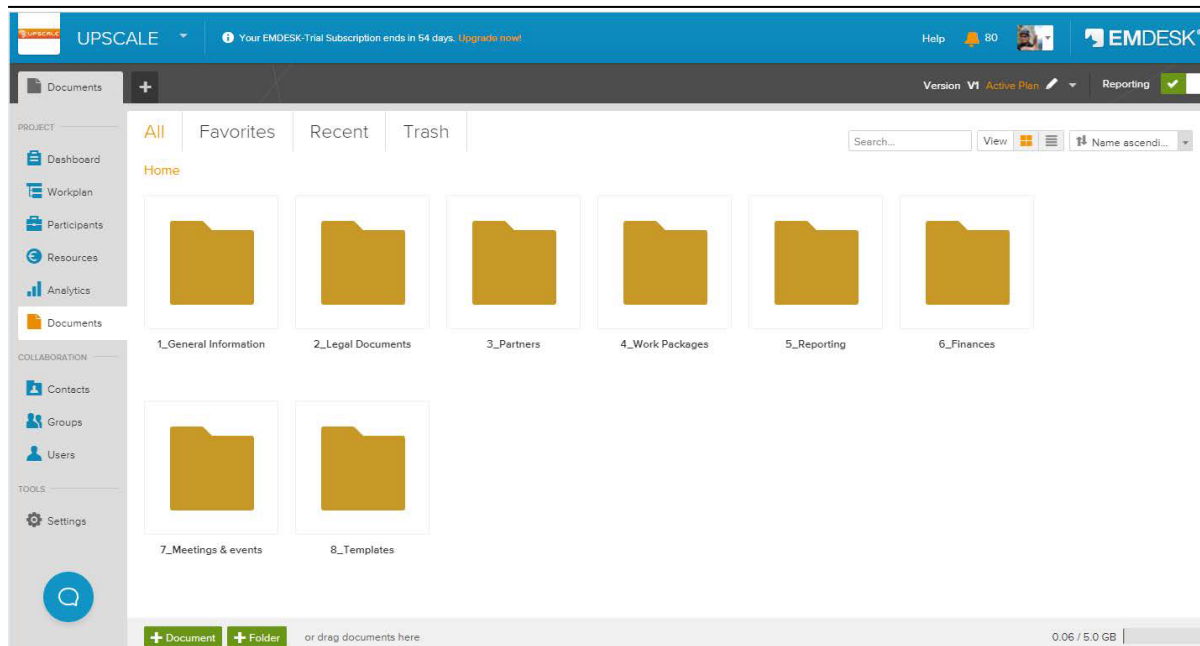 UPSCALE
UPSCALE
Your EMDESK-Trial Subscription ends in 54 days. Upgrade now!
Help
80
EMDESK®
Documents
Version V1 Active Plan
Reporting
PROJECT
Dashboard
Workplan
Participants
Resources
Analytics
Documents
COLLABORATION
Contacts
Groups
Users
TOOLS
Settings
All
Favorites
Recent
Trash
Search...
View
Name ascendi...
Home
1_General Information
2_Legal Documents
3_Partners
4_Work Packages
5_Reporting
6_Finances
7_Meetings & events
8_Templates
+ Document
+ Folder
or drag documents here
0.06 / 5.0 GB